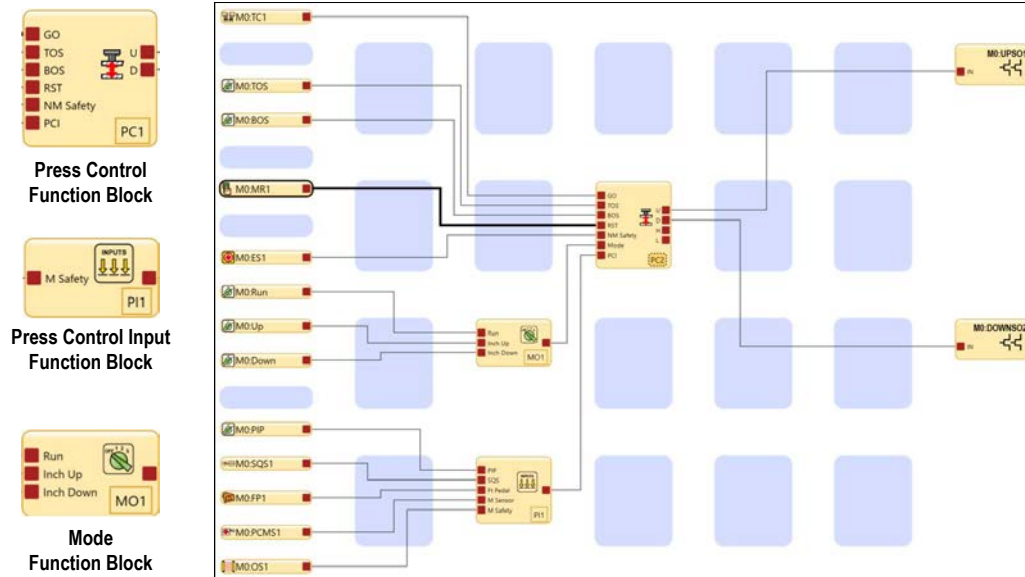 GO
TOS
BOS
RST
NM Safety
PCI
U
D
PC1
Press Control
Function Block
INPUTS
M Safety
PI1
Press Control Input
Function Block
Run
Inch Up
Inch Down
MO1
Mode
Function Block
M0:TC1
M0:TOS
M0:BOS
M0:MR1
M0:ES1
M0:Run
M0:Up
M0:Down
M0:PIP
M0:SQS1
M0:FP1
M0:PCMS1
M0:OS1
Run
Inch Up
Inch Down
MO1
PIP
SQS
Ft Pedal
M Sensor
M Safety
INPUTS
PI1
GO
TOS
BOS
RST
NM Safety
Mode
PCI
U
D
H
L
PC2
M0:UPSO1
IN
M0:DOWNSO2
IN